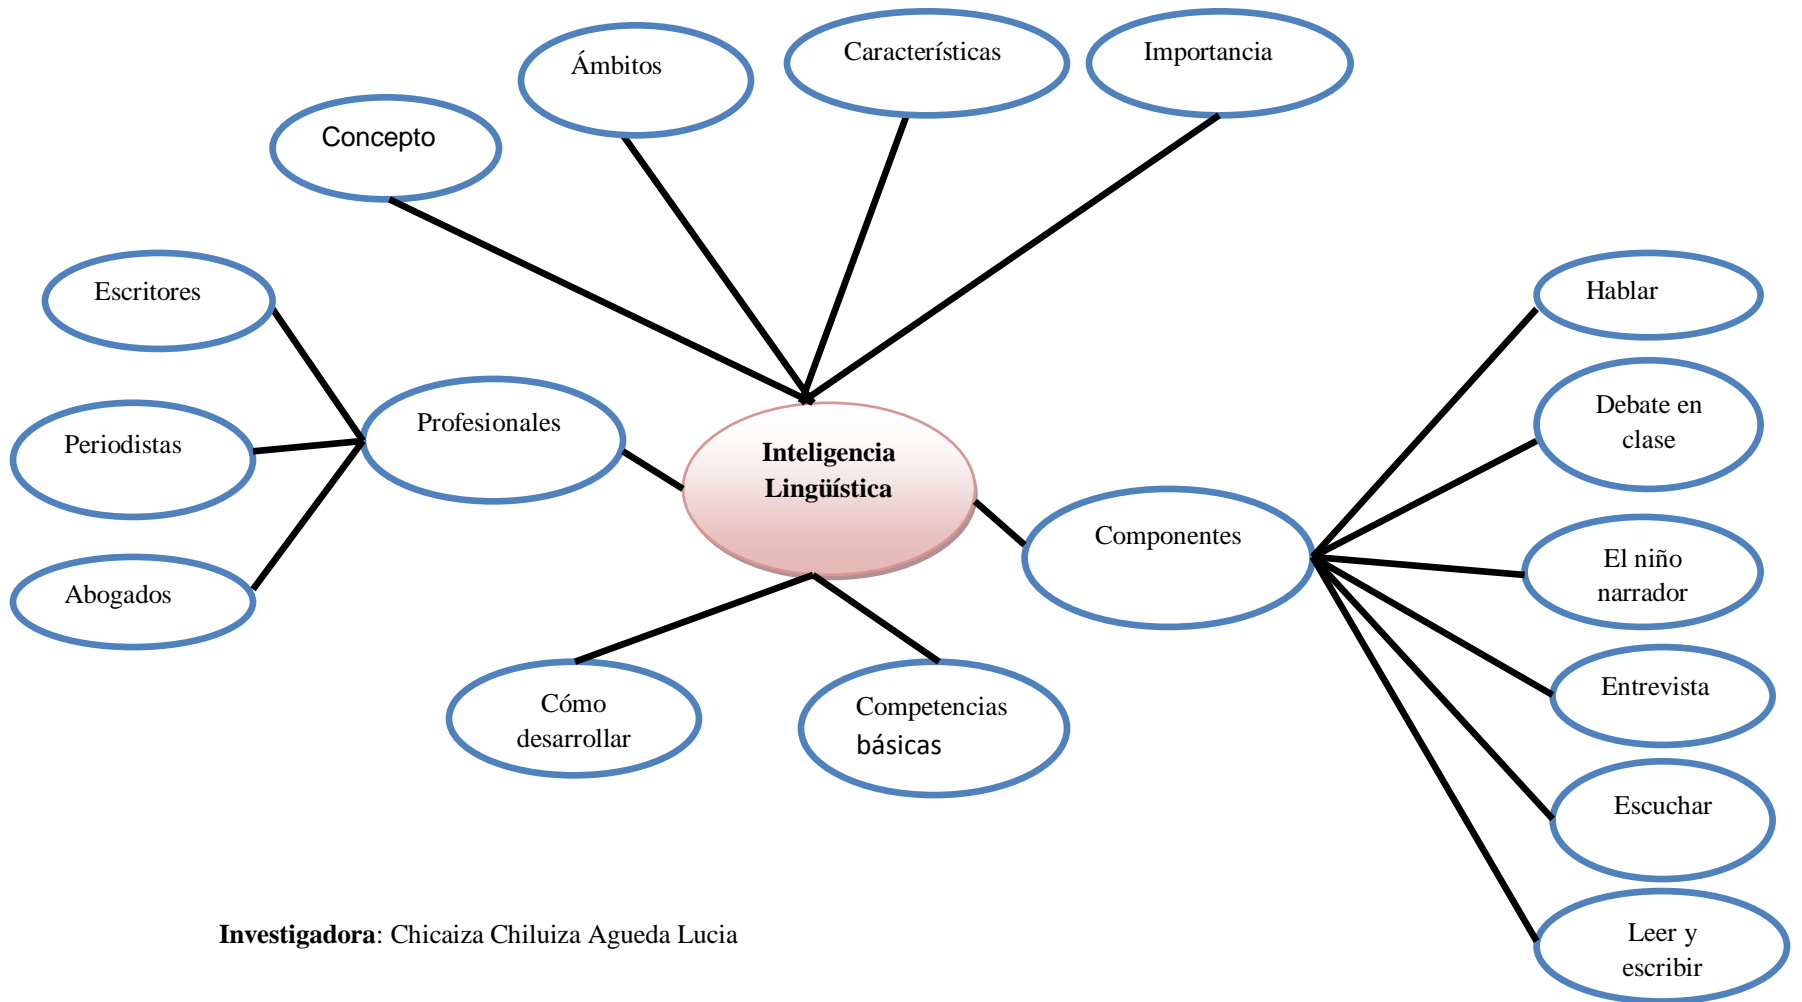 Ámbitos
Características
Importancia
Concepto
Escritores
Periodistas
Abogados
Profesionales
Inteligencia
Lingüística
Componentes
Hablar
Debate en
clase
El niño
narrador
Entrevista
Escuchar
Leer y
escribir
Cómo
desarrollar
Competencias
básicas
Investigadora: Chicaiza Chiluiza Agueda Lucia